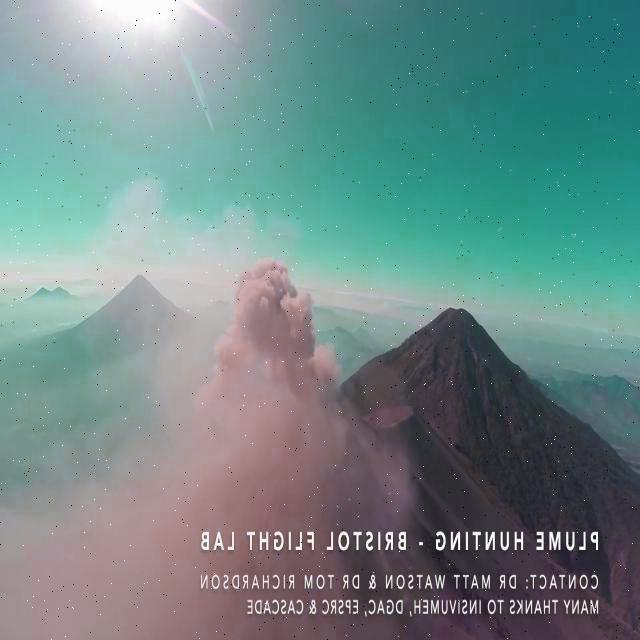 PLUME HUNTING - BRISTOL FLIGHT LAB
CONTACT: DR MATT WATSON & DR TOM RICHARDSON
MANY THANKS TO INSIVUMEH, DGAC, EPSRC & CASCADE